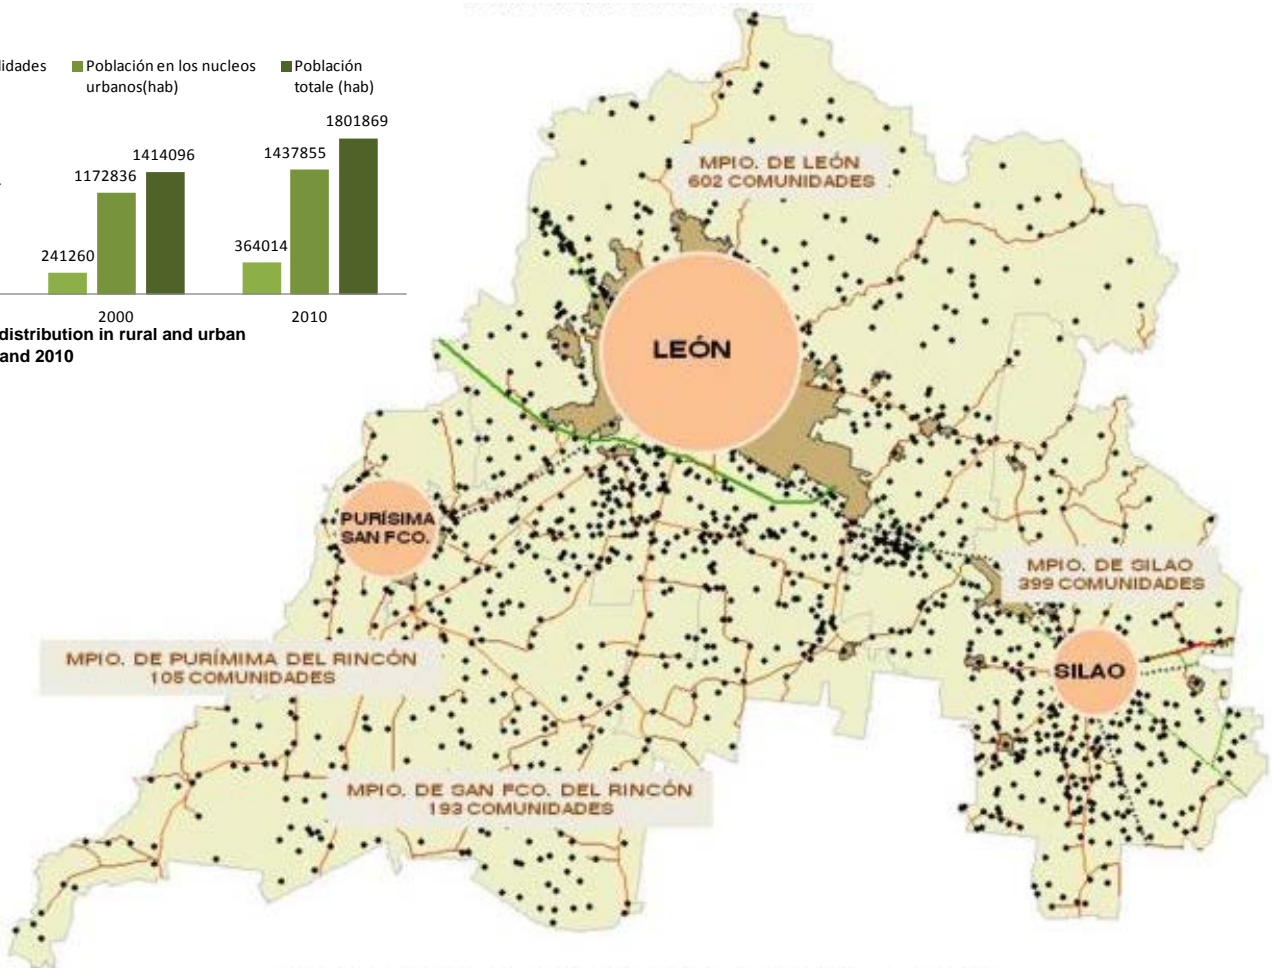 lidades
Población en los nucleos
urbanos(hab)
Población
totale (hab)
1801869
1437855
1414096
1172836
364014
241260
2000
2010
distribution in rural and urban
and 2010
MPIO. DE LEÓN
602 COMUNIDADES
LEÓN
PURÍSIMA
SAN FCO.
MPIO. DE SILAO
399 COMUNIDADES
SILAO
MPIO. DE PURÍMIMA DEL RINCÓN
105 COMUNIDADES
MPIO. DE SAN FCO. DEL RINCÓN
193 COMUNIDADES